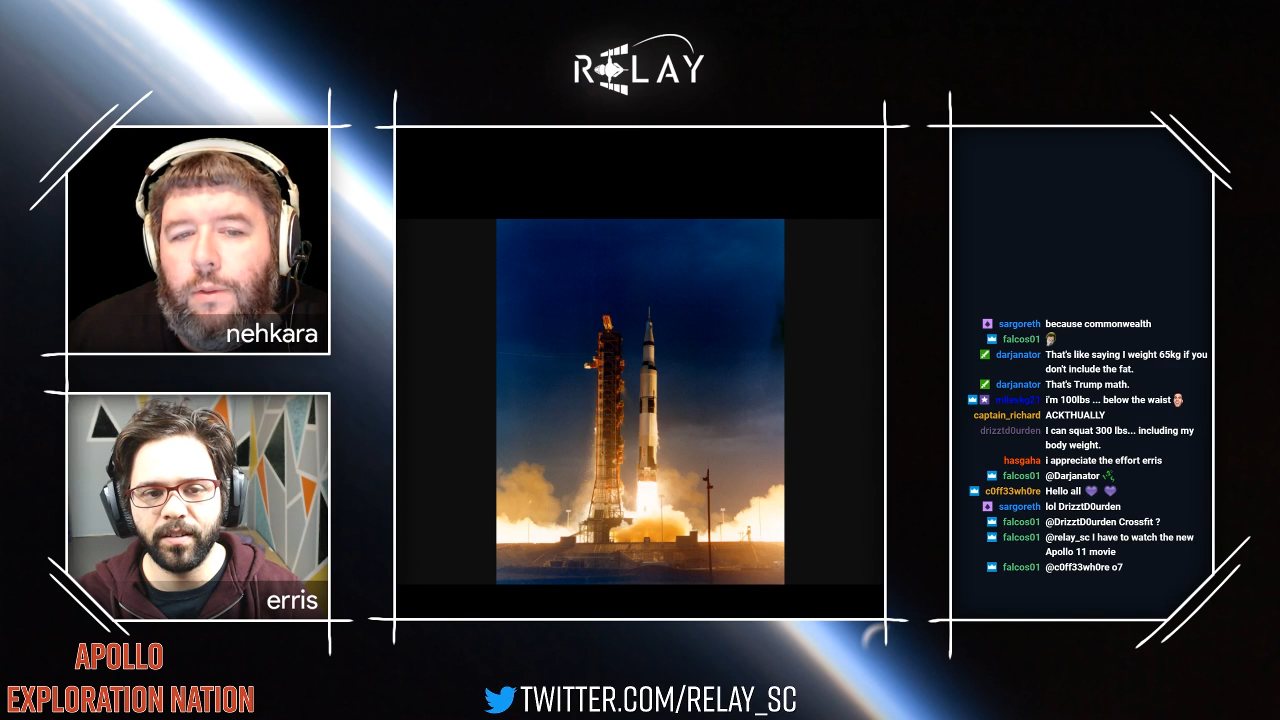 RELAY
nehkara
erris
APOLLO
EXPLORATION NATION
TWITTER.COM/RELAY_SC
sargoreth because commonwealth
falcos01
darjanator That's like saying I weight 65kg if you
don't include the fat.
darjanator That's Trump math.
i'm 100lbs ... below the waist
captain_richard ACKTHUALLY
drizztd0urden I can squat 300 lbs... including my
body weight.
hasgaha i appreciate the effort erris
falcos01 @Darjanator
c0ff33wh0re Hello all
sargoreth lol DrizztD0urden
falcos01 @DrizztD0urden Crossfit ?
falcos01 @relay_sc I have to watch the new
Apollo 11 movie
falcos01 @c0ff33wh0re o7